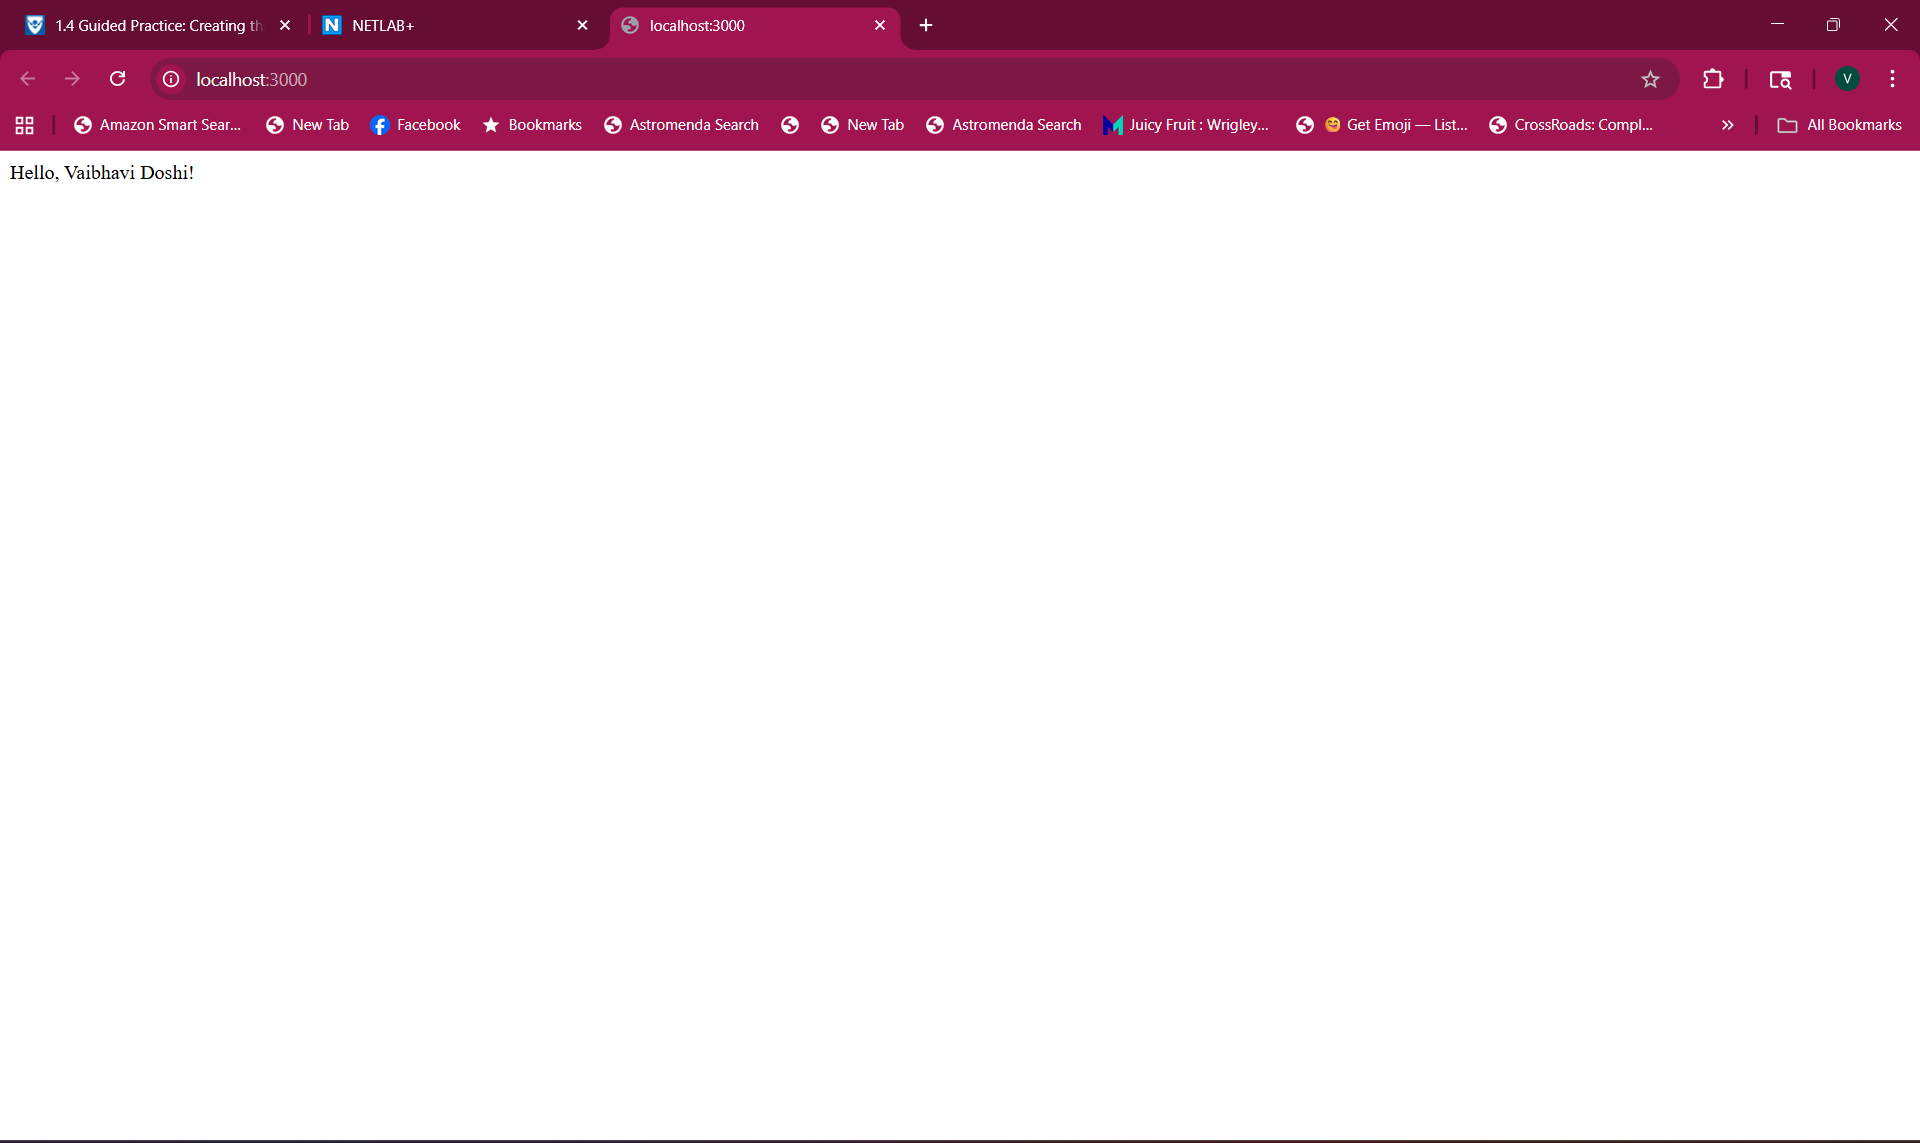 1.4 Guided Practice: Creating th
NETLAB+
localhost:3000
localhost:3000
V
Amazon Smart Sear...
New Tab
Facebook
Bookmarks
Astromenda Search
New Tab
Astromenda Search
Juicy Fruit : Wrigley...
Get Emoji — List...
CrossRoads: Compl...
All Bookmarks
Hello, Vaibhavi Doshi!